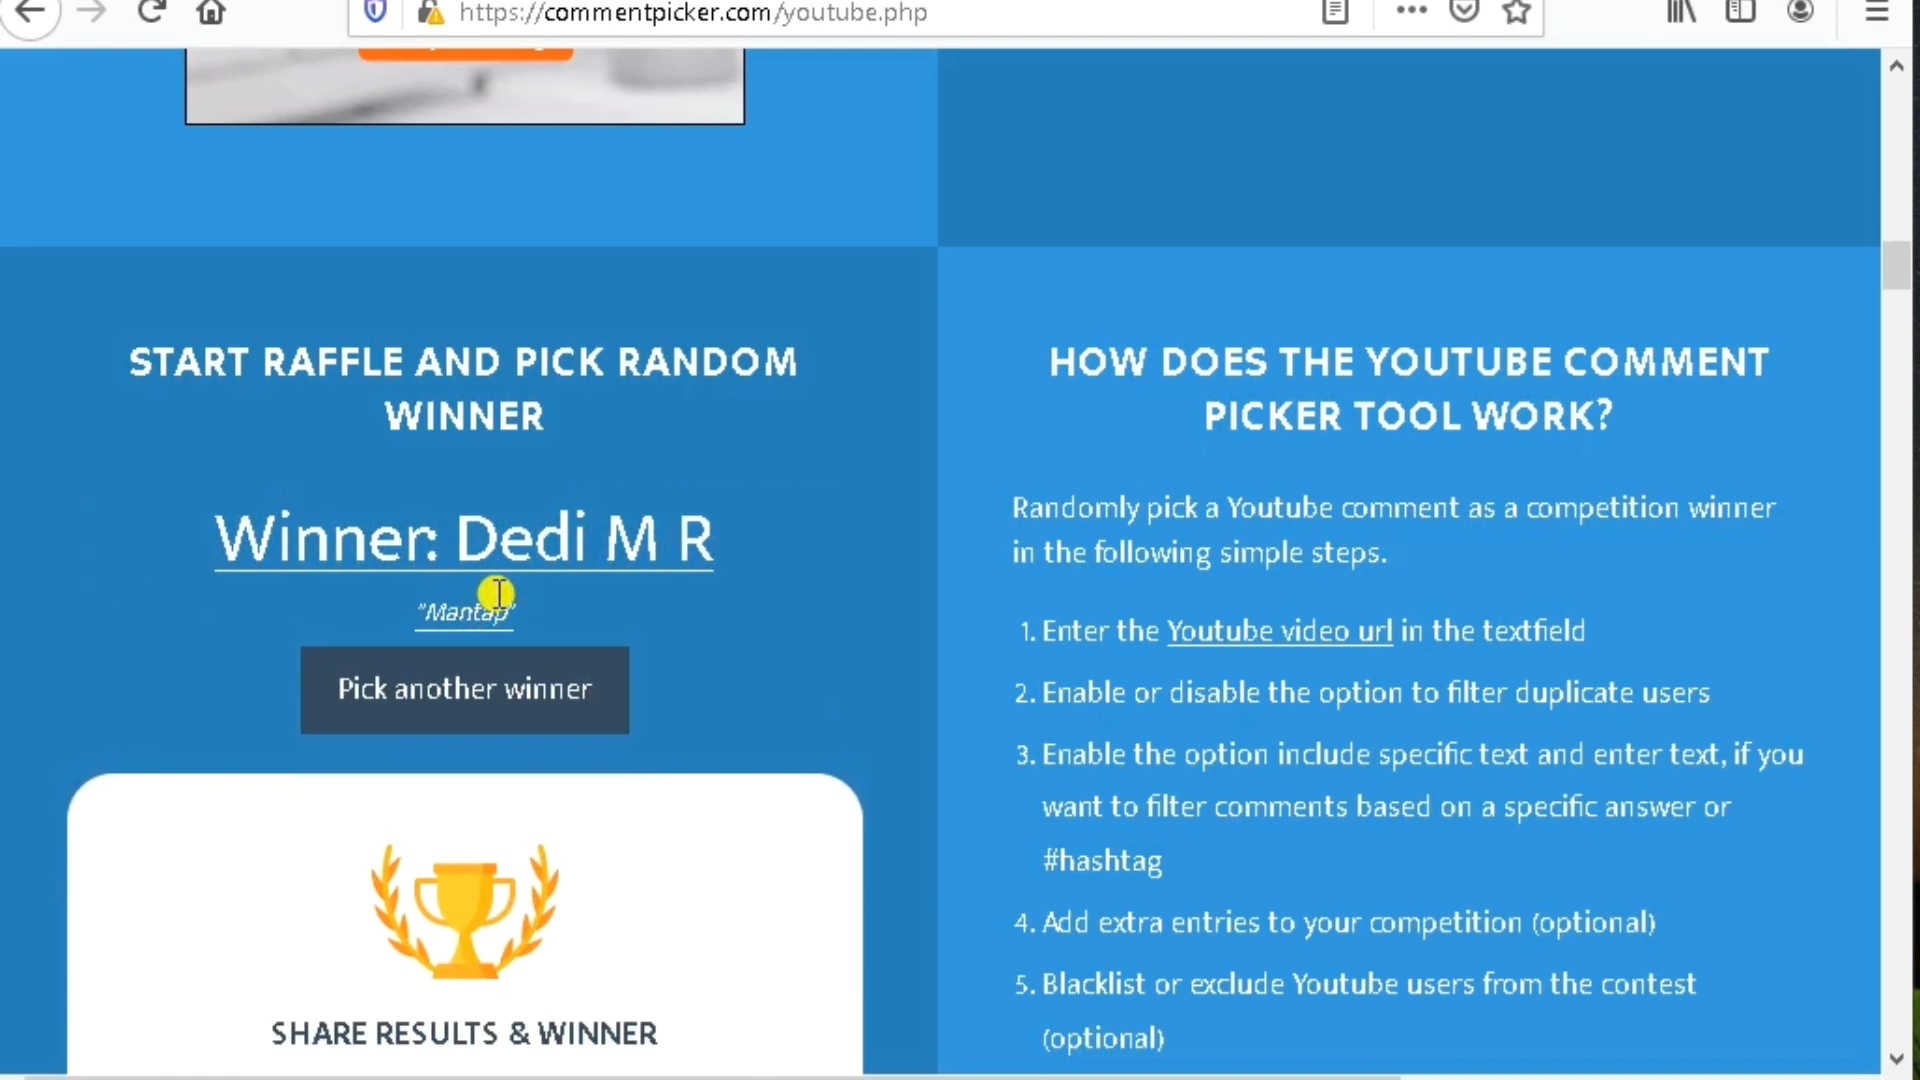 https://commentpicker.com/youtube.php
START RAFFLE AND PICK RANDOM
WINNER
Winner: Dedi M R
"Mantap"
Pick another winner
SHARE RESULTS & WINNER
HOW DOES THE YOUTUBE COMMENT
PICKER TOOL WORK?
Randomly pick a Youtube comment as a competition winner
in the following simple steps.
1. Enter the Youtube video url in the textfield
2. Enable or disable the option to filter duplicate users
3. Enable the option include specific text and enter text, if you
want to filter comments based on a specific answer or
#hashtag
4. Add extra entries to your competition (optional)
5. Blacklist or exclude Youtube users from the contest
(optional)